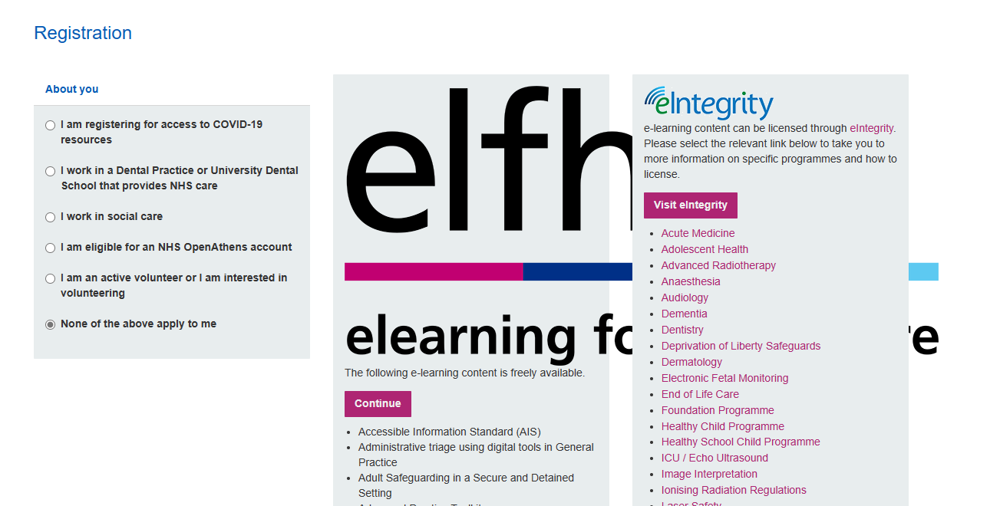 Registration
About you
I am registering for access to COVID-19
resources
I work in a Dental Practice or University Dental
School that provides NHS care
I work in social care
I am eligible for an NHS OpenAthens account
I am an active volunteer or I am interested in
volunteering
None of the above apply to me
elfh
elearning fo
re
The following e-learning content is freely available.
Continue
Accessible Information Standard (AIS)
Administrative triage using digital tools in General
Practice
Adult Safeguarding in a Secure and Detained
Setting
eIntegrity
e-learning content can be licensed through eIntegrity.
Please select the relevant link below to take you to
more information on specific programmes and how to
license.
Visit eIntegrity
Acute Medicine
Adolescent Health
Advanced Radiotherapy
Anaesthesia
Audiology
Dementia
Dentistry
Deprivation of Liberty Safeguards
Dermatology
Electronic Fetal Monitoring
End of Life Care
Foundation Programme
Healthy Child Programme
Healthy School Child Programme
ICU / Echo Ultrasound
Image Interpretation
Ionising Radiation Regulations
Laser Safety